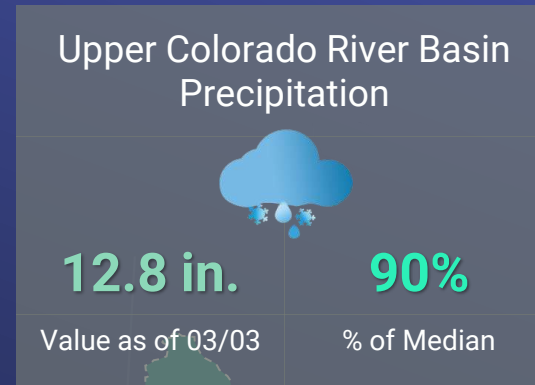 Upper Colorado River Basin
Precipitation
12.8 in.
90%
Value as of 03/03
% of Median